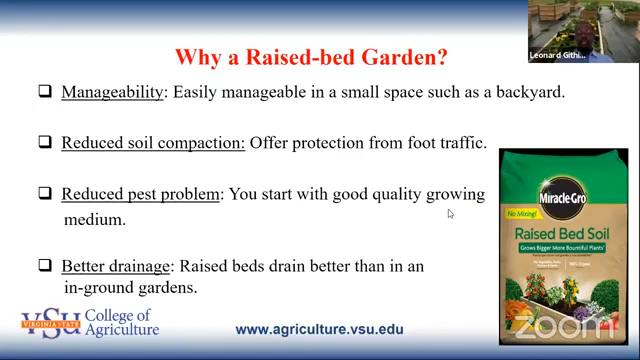 Why a Raised-bed Garden?
Leonard Githi...
Manageability: Easily manageable in a small space such as a backyard.
Reduced soil compaction: Offer protection from foot traffic.
Reduced pest problem: You start with good quality growing
medium.
Better drainage: Raised beds drain better than in an
in-ground gardens.
Miracle-Gro
No Mixing!
Raised Bed Soil
Grows Bigger More Bountiful Plants
VSU
VIRGINIA STATE
College of
Agriculture
www.agriculture.vsu.edu
zoom